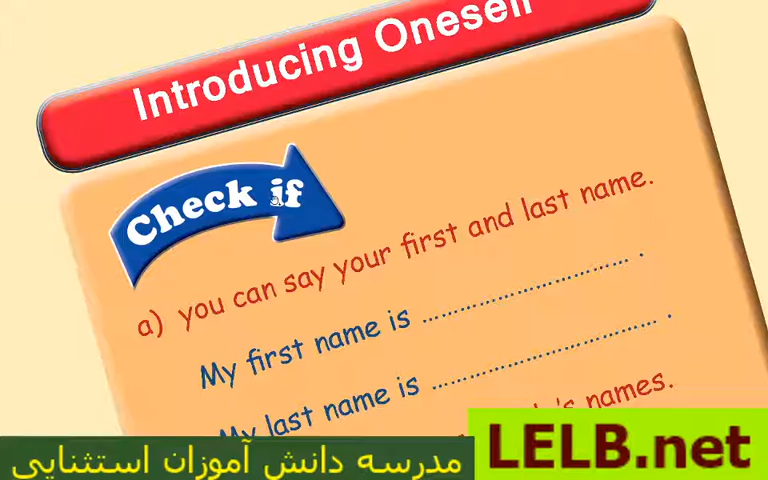 Introducing Oneself
Check if
a) you can say your first and last name.
My first name is .............................. .
My last name is .............................. .
names.
مدرسه دانش آموزان استثنایی
LELB.net